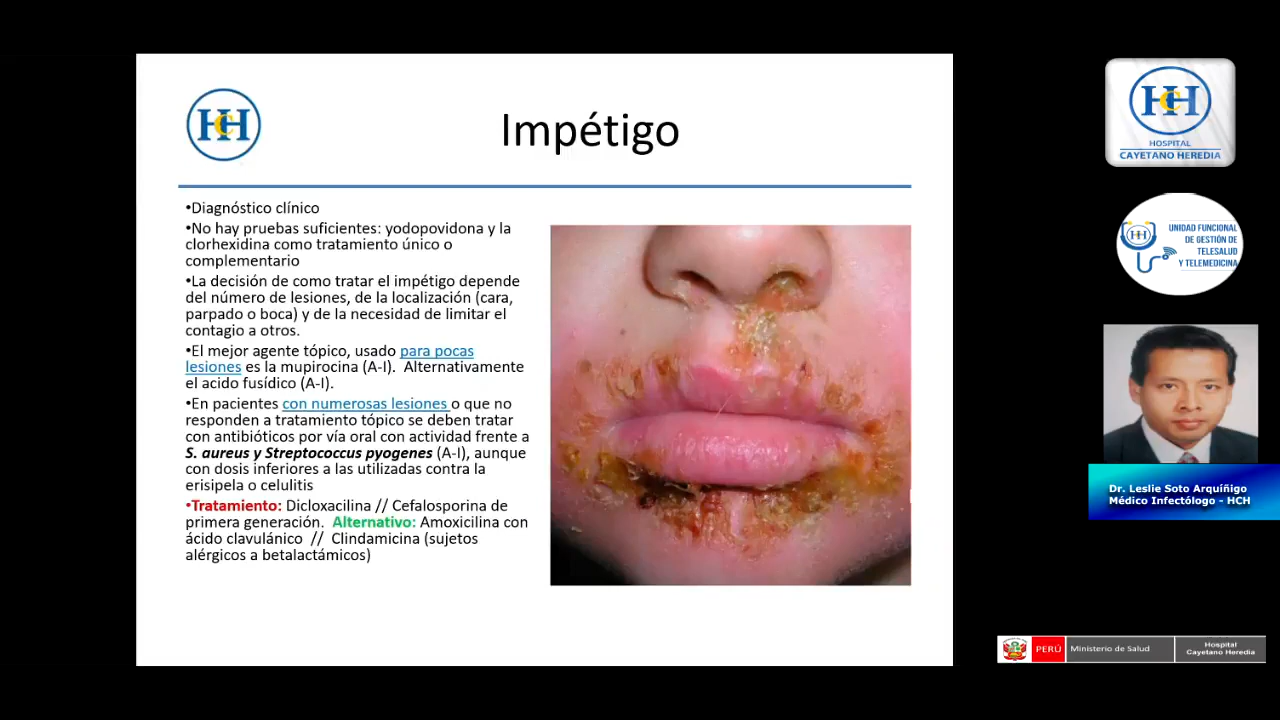 HCH
Impétigo
•Diagnóstico clínico
•No hay pruebas suficientes: yodopovidona y la
clorhexidina como tratamiento único o
complementario
•La decisión de como tratar el impétigo depende
del número de lesiones, de la localización (cara,
parpado o boca) y de la necesidad de limitar el
contagio a otros.
•El mejor agente tópico, usado para pocas
lesiones es la mupirocina (A-I).  Alternativamente
el acido fusídico (A-I).
•En pacientes con numerosas lesiones o que no
responden a tratamiento tópico se deben tratar
con antibióticos por vía oral con actividad frente a
S. aureus y Streptococcus pyogenes (A-I), aunque
con dosis inferiores a las utilizadas contra la
erisipela o celulitis
•Tratamiento: Dicloxacilina // Cefalosporina de
primera generación.  Alternativo: Amoxicilina con
ácido clavulánico  //  Clindamicina (sujetos
alérgicos a betalactámicos)
HCH
HOSPITAL
CAYETANO HEREDIA
HCH
UNIDAD FUNCIONAL
DE GESTIÓN DE
TELESALUD
Y TELEMEDICINA
Dr. Leslie Soto Arquíñigo
Médico Infectólogo - HCH
PERÚ
Ministerio de Salud
Hospital
Cayetano Heredia